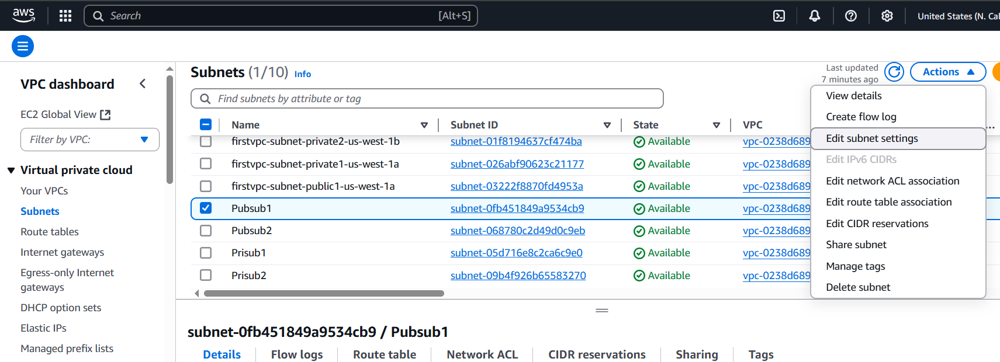 aws
Search [Alt+S]
United States (N. Cal
VPC dashboard
EC2 Global View
Filter by VPC:
Virtual private cloud
Your VPCs
Subnets
Route tables
Internet gateways
Egress-only Internet
gateways
DHCP option sets
Elastic IPs
Managed prefix lists
Subnets (1/10) Info
Last updated
7 minutes ago
Actions
Find subnets by attribute or tag
Name Subnet ID State VPC ...
firstvpc-subnet-private2-us-west-1b subnet-01f8194637cf474ba Available vpc-0238d689
firstvpc-subnet-private1-us-west-1a subnet-026abf90623c21177 Available vpc-0238d689
firstvpc-subnet-public1-us-west-1a subnet-03222f8870fd4953a Available vpc-0238d689
Pubsub1 subnet-0fb451849a9534cb9 Available vpc-0238d689
Pubsub2 subnet-068780c2d49d0c9eb Available vpc-0238d689
Prisub1 subnet-05d716e8c2ca6c9e0 Available vpc-0238d689
Prisub2 subnet-09b4f926b65583270 Available vpc-0238d689
View details
Create flow log
Edit subnet settings
Edit IPv6 CIDRs
Edit network ACL association
Edit route table association
Edit CIDR reservations
Share subnet
Manage tags
Delete subnet
subnet-0fb451849a9534cb9 / Pubsub1
Details Flow logs Route table Network ACL CIDR reservations Sharing Tags